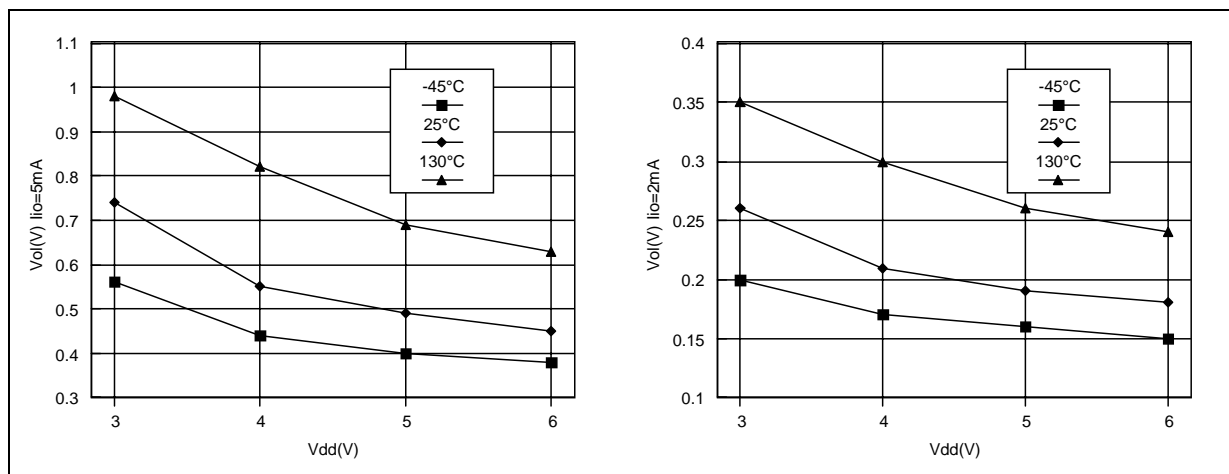 1.1
1
0.9
0.8
0.7
0.6
0.5
0.4
0.3
Vol(V) Iio=5mA
3 4 5 6
Vdd(V)
-45°C
25°C
130°C
0.4
0.35
0.3
0.25
0.2
0.15
0.1
Vol(V) Iio=2mA
3 4 5 6
Vdd(V)
-45°C
25°C
130°C